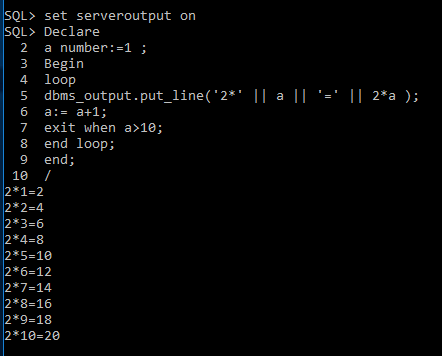 SQL> set serveroutput on
SQL> Declare
  2  a number:=1 ;
  3  Begin
  4  loop
  5  dbms_output.put_line('2*' || a || '=' || 2*a );
  6  a:= a+1;
  7  exit when a>10;
  8  end loop;
  9  end;
 10  /
2*1=2
2*2=4
2*3=6
2*4=8
2*5=10
2*6=12
2*7=14
2*8=16
2*9=18
2*10=20